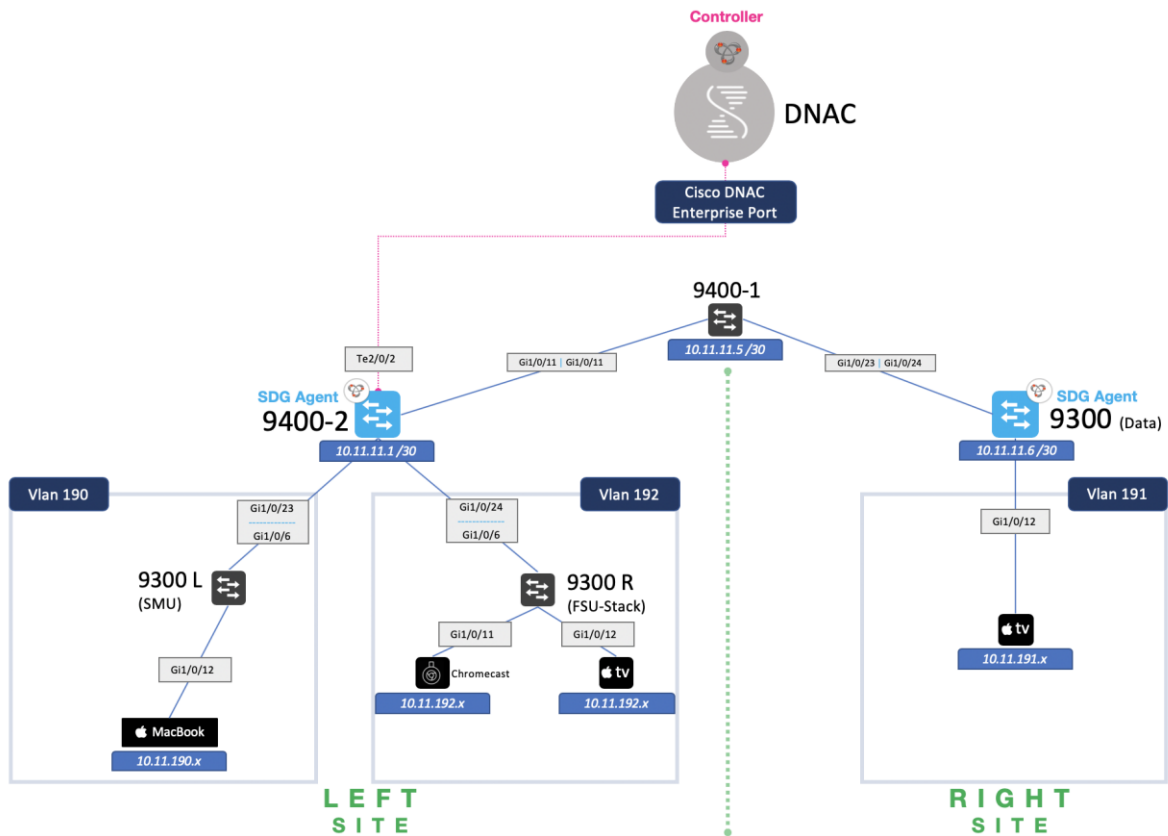 Controller
DNAC
Cisco DNAC
Enterprise Port
9400-1
10.11.11.5 /30
Te2/0/2
Gi1/0/11 | Gi1/0/11
Gi1/0/23 | Gi1/0/24
SDG Agent
9400-2
10.11.11.1 /30
SDG Agent
9300 (Data)
10.11.11.6 /30
Vlan 190
Gi1/0/23
Gi1/0/6
9300 L
(SMU)
Gi1/0/12
MacBook
10.11.190.x
Vlan 192
Gi1/0/24
Gi1/0/6
9300 R
(FSU-Stack)
Gi1/0/11
Gi1/0/12
Chromecast
tv
10.11.192.x
10.11.192.x
Vlan 191
Gi1/0/12
tv
10.11.191.x
LEFT
SITE
RIGHT
SITE